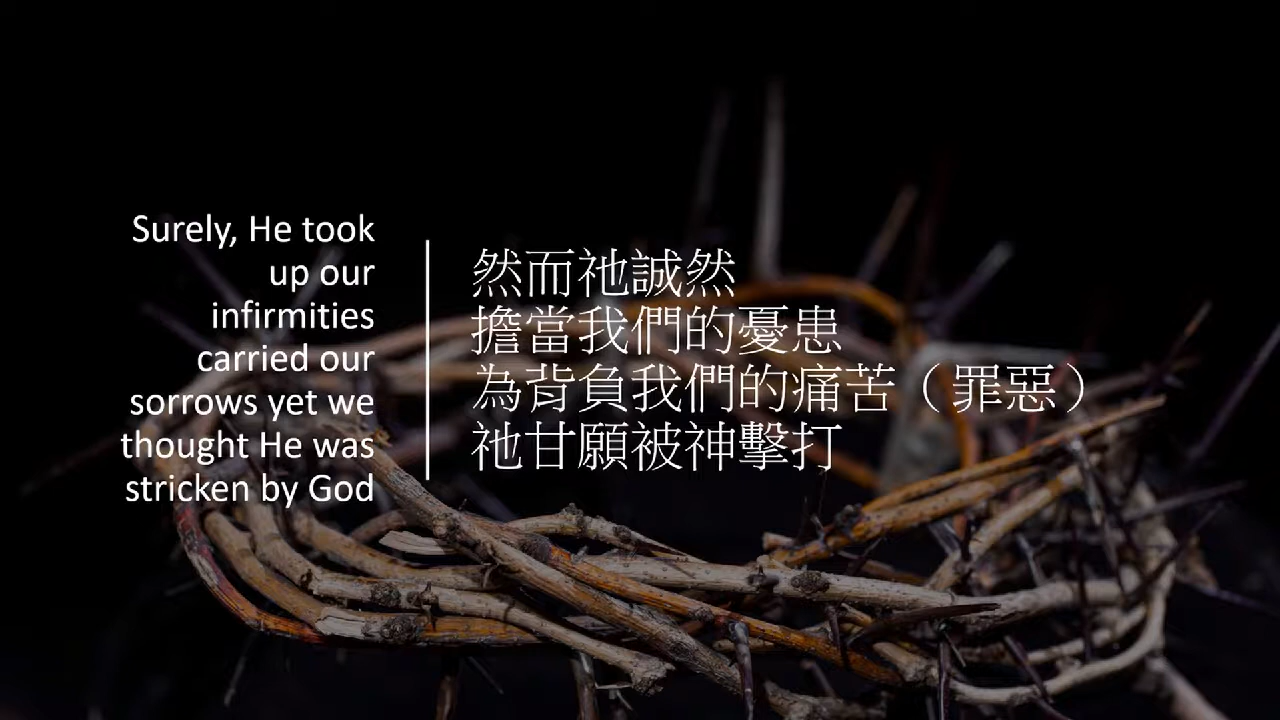 Surely, He took
up our
infirmities
carried our
sorrows yet we
thought He was
stricken by God
然而祂誠然
擔當我們的憂患
為背負我們的痛苦（罪惡）
祂甘願被神擊打